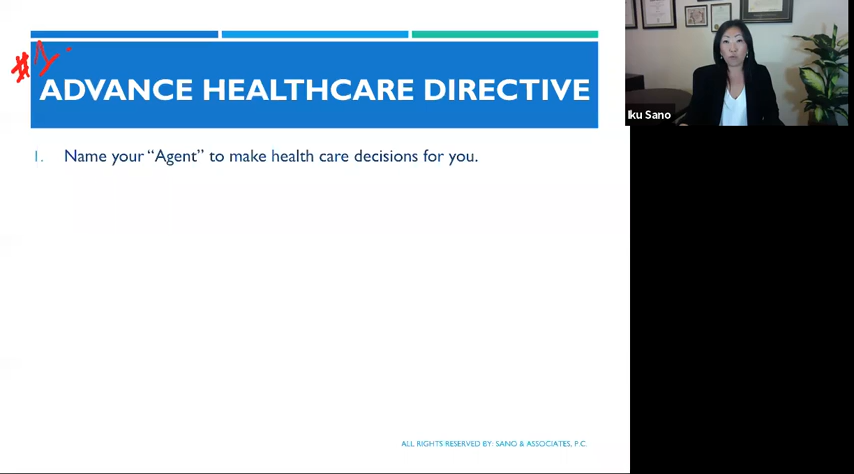 #1.
ADVANCE HEALTHCARE DIRECTIVE
1. Name your “Agent” to make health care decisions for you.
ALL RIGHTS RESERVED BY: SANO & ASSOCIATES, P.C.
Iku Sano